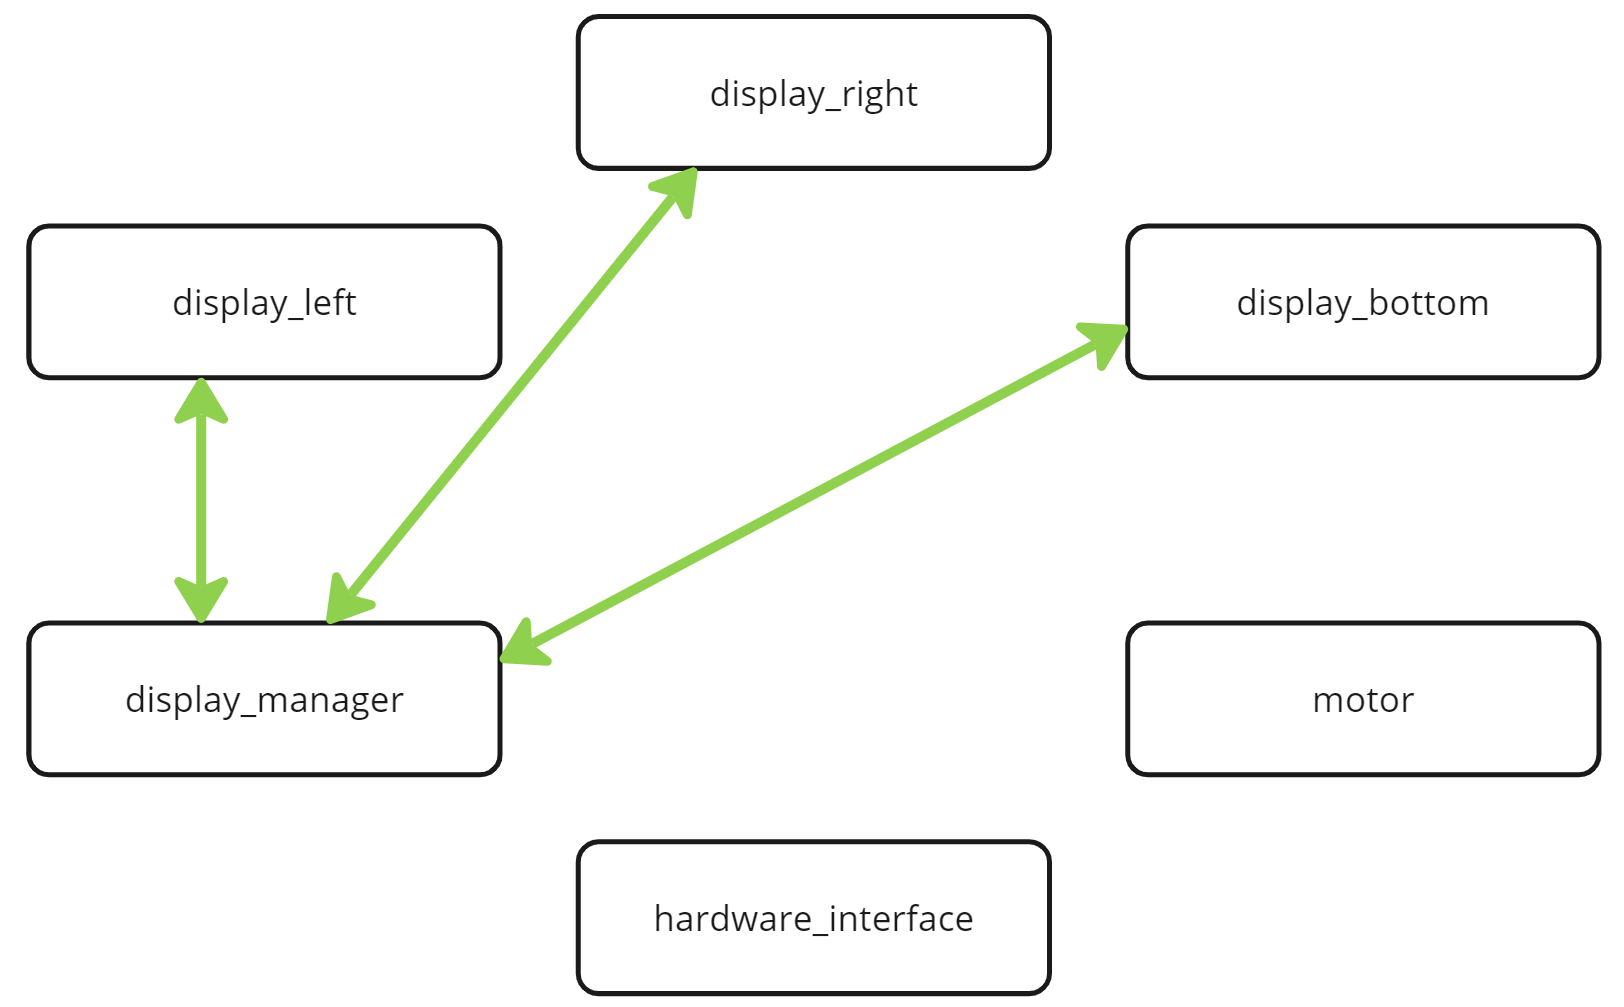 display_right
display_left
display_bottom
display_manager
motor
hardware_interface